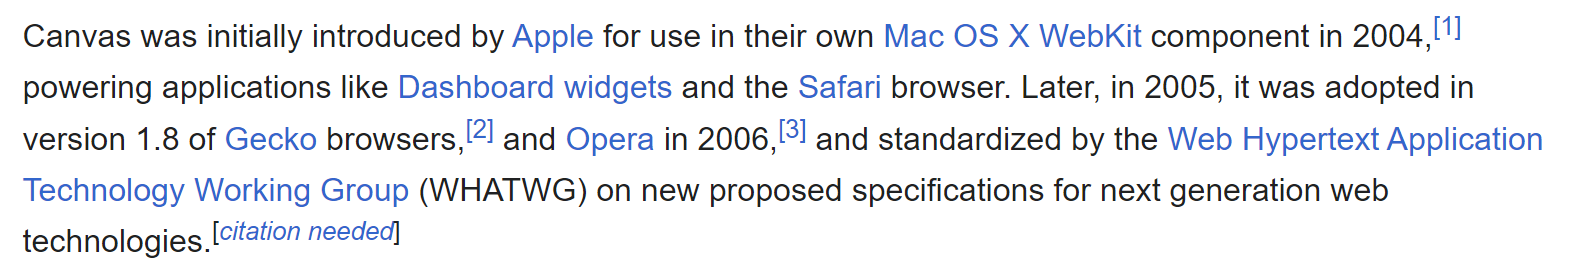 Canvas was initially introduced by Apple for use in their own Mac OS X WebKit component in 2004,[1]
powering applications like Dashboard widgets and the Safari browser. Later, in 2005, it was adopted in
version 1.8 of Gecko browsers,[2] and Opera in 2006,[3] and standardized by the Web Hypertext Application
Technology Working Group (WHATWG) on new proposed specifications for next generation web
technologies.[citation needed]